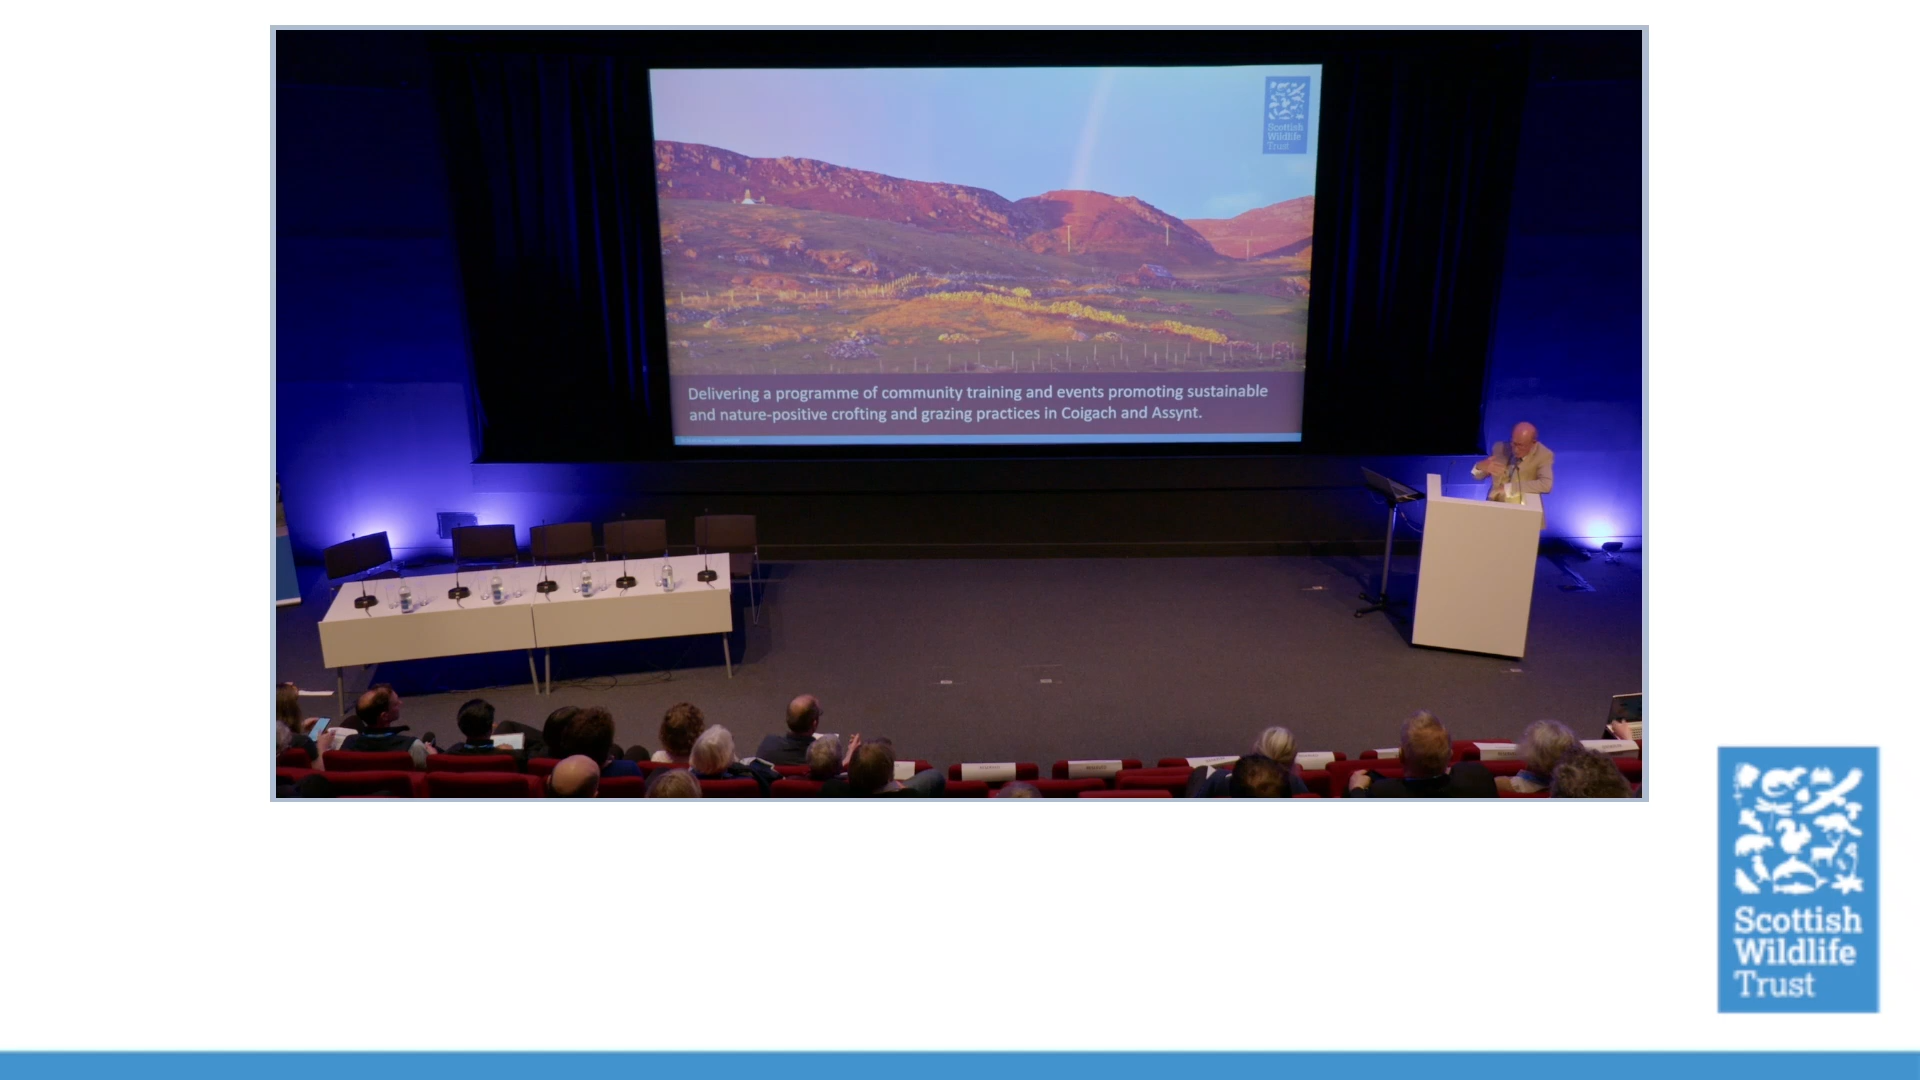 Scottish
Wildlife
Trust
Delivering a programme of community training and events promoting sustainable
and nature-positive crofting and grazing practices in Coigach and Assynt.
Scottish
Wildlife
Trust